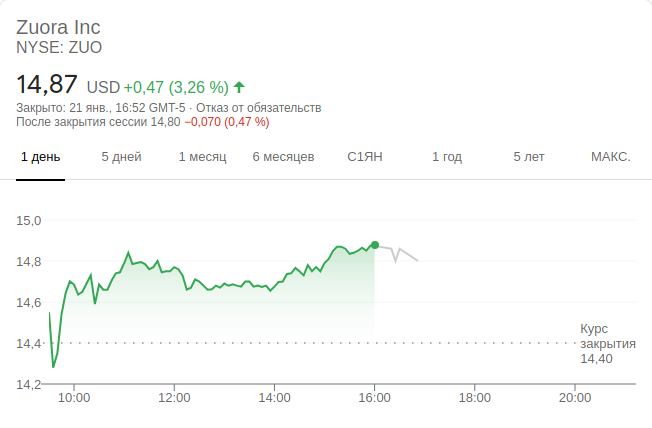 Zuora Inc
NYSE: ZUO
14,87 USD +0,47 (3,26 %)
Закрыто: 21 янв., 16:52 GMT-5 · Отказ от обязательств
После закрытия сессии 14,80 −0,070 (0,47 %)
1 день 5 дней 1 месяц 6 месяцев С1ЯН 1 год 5 лет МАКС.
15,0
14,8
14,6
14,4
14,2
Курс
закрытия
14,40
10:00 12:00 14:00 16:00 18:00 20:00